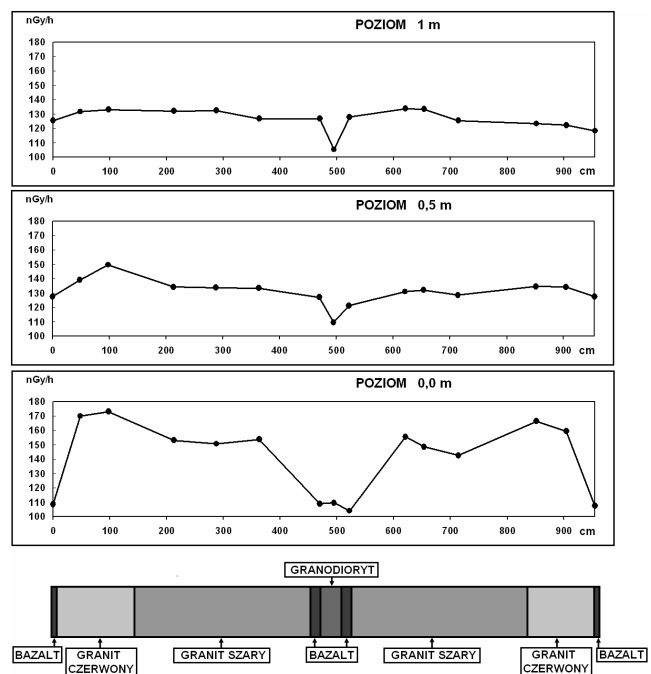 nGy/h
POZIOM 1 m
180
170
160
150
140
130
120
110
100
0 100 200 300 400 500 600 700 800 900 cm
nGy/h
POZIOM 0,5 m
180
170
160
150
140
130
120
110
100
0 100 200 300 400 500 600 700 800 900 cm
nGy/h
POZIOM 0,0 m
180
170
160
150
140
130
120
110
100
0 100 200 300 400 500 600 700 800 900 cm
GRANODIORYT
BAZALT
GRANIT
CZERWONY
GRANIT SZARY
BAZALT
GRANIT SZARY
GRANIT
CZERWONY
BAZALT